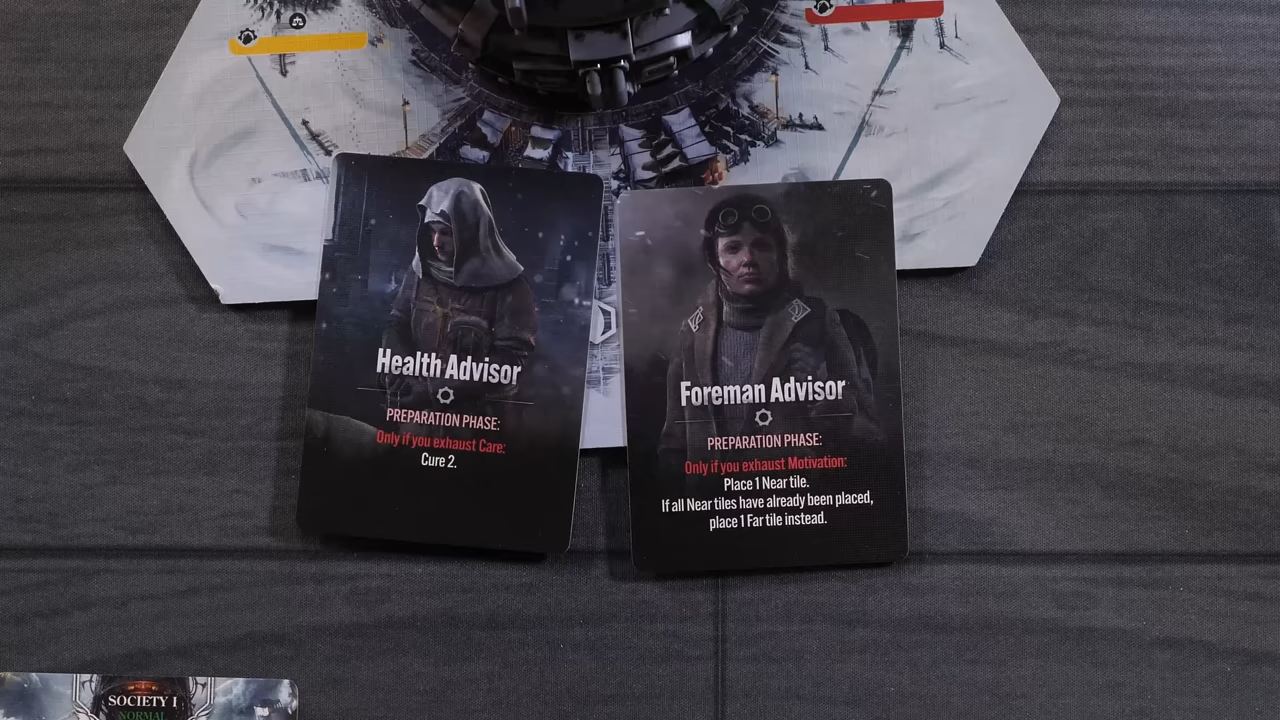 Health Advisor
PREPARATION PHASE:
Only if you exhaust Care:
Cure 2.
Foreman Advisor
PREPARATION PHASE:
Only if you exhaust Motivation:
Place 1 Near tile.
If all Near tiles have already been placed,
place 1 Far tile instead.
SOCIETY I
NORMAL